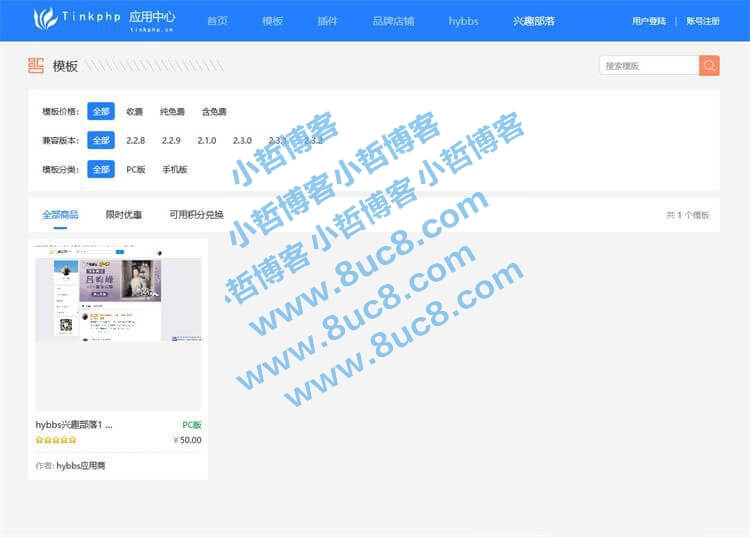 Tinkphp 应用中心
tinkphp.cn
首页 模板 插件 品牌店铺 hybbs 兴趣部落 用户登陆 | 账号注册
模板 搜索模板
模板价格： 全部 收费 纯免费 含免费
兼容版本： 全部 2.2.8 2.2.9 2.1.0 2.3.0 2.3.1 2.3.2
模板分类： 全部 PC版 手机版
小哲博客小哲博客
小哲博客小哲博客小哲博客
www.8uc8.com
www.8uc8.com
www.8uc8.com
全部商品 限时优惠 可用积分兑换 共 1 个模板
hybbs兴趣部落1 ... PC版
¥ 50.00
作者: hybbs应用商